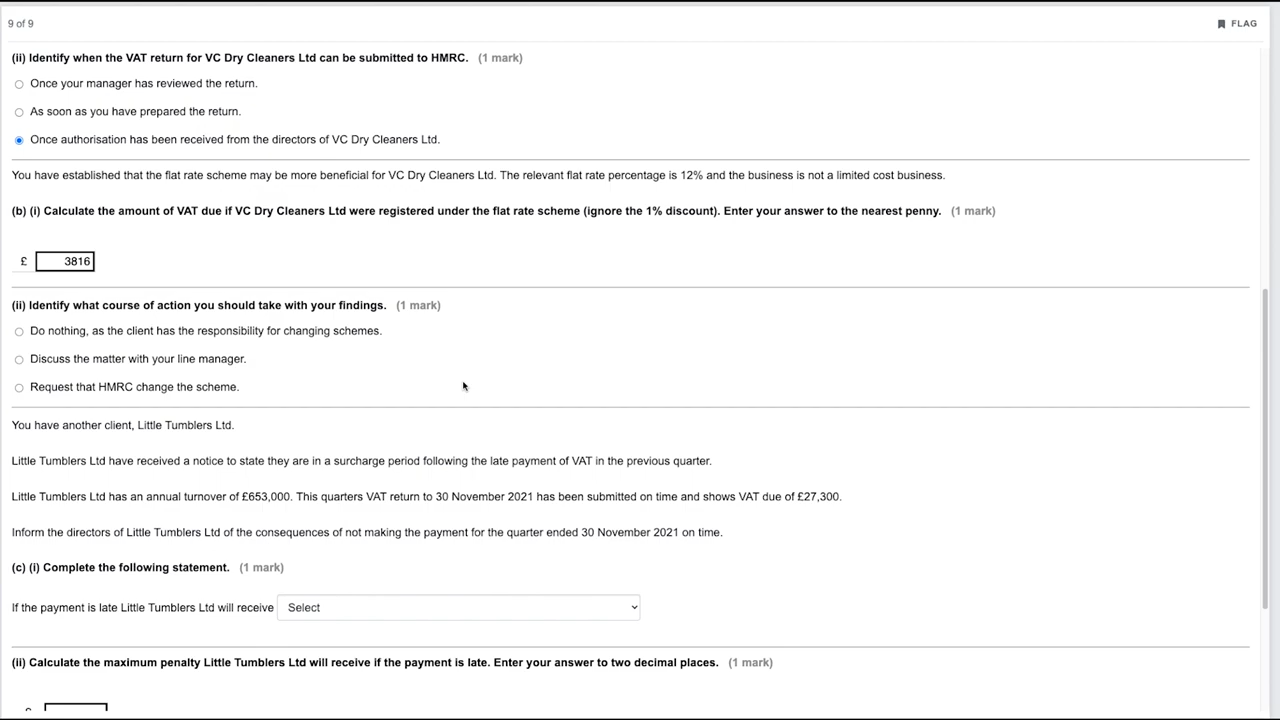 9 of 9
FLAG
(ii) Identify when the VAT return for VC Dry Cleaners Ltd can be submitted to HMRC. (1 mark)
Once your manager has reviewed the return.
As soon as you have prepared the return.
Once authorisation has been received from the directors of VC Dry Cleaners Ltd.
You have established that the flat rate scheme may be more beneficial for VC Dry Cleaners Ltd. The relevant flat rate percentage is 12% and the business is not a limited cost business.
(b) (i) Calculate the amount of VAT due if VC Dry Cleaners Ltd were registered under the flat rate scheme (ignore the 1% discount). Enter your answer to the nearest penny. (1 mark)
£ 3816
(ii) Identify what course of action you should take with your findings. (1 mark)
Do nothing, as the client has the responsibility for changing schemes.
Discuss the matter with your line manager.
Request that HMRC change the scheme.
You have another client, Little Tumblers Ltd.
Little Tumblers Ltd have received a notice to state they are in a surcharge period following the late payment of VAT in the previous quarter.
Little Tumblers Ltd has an annual turnover of £653,000. This quarters VAT return to 30 November 2021 has been submitted on time and shows VAT due of £27,300.
Inform the directors of Little Tumblers Ltd of the consequences of not making the payment for the quarter ended 30 November 2021 on time.
(c) (i) Complete the following statement. (1 mark)
If the payment is late Little Tumblers Ltd will receive Select
(ii) Calculate the maximum penalty Little Tumblers Ltd will receive if the payment is late. Enter your answer to two decimal places. (1 mark)